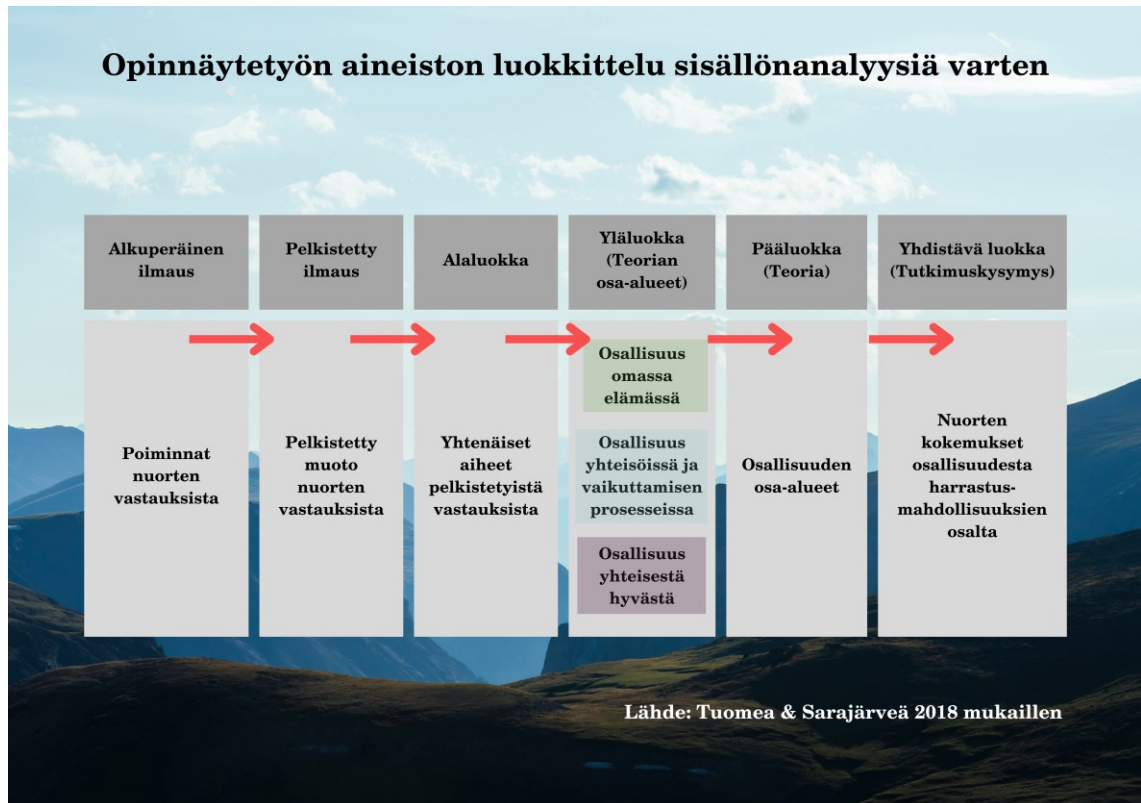 Opinnäytetyön aineiston luokkittelu sisällönanalyysiä varten
Alkuperäinen
ilmaus
Pelkistetty
ilmaus
Alaluokka
Yläluokka
(Teorian
osa-alueet)
Pääluokka
(Teoria)
Yhdistävä luokka
(Tutkimuskysymys)
Poiminnat
nuorten
vastauksista
Pelkistetty
muoto
nuorten
vastauksista
Yhtenäiset
aiheet
pelkistetyistä
vastauksista
Osallisuus
omassa
elämässä
Osallisuus
yhteisöissä ja
vaikuttamisen
prosesseissa
Osallisuus
yhteisestä
hyvästä
Osallisuuden
osa-alueet
Nuorten
kokemukset
osallisuudesta
harrastus-
mahdollisuuksien
osalta
Lähde: Tuomea & Sarajärveä 2018 mukaillen